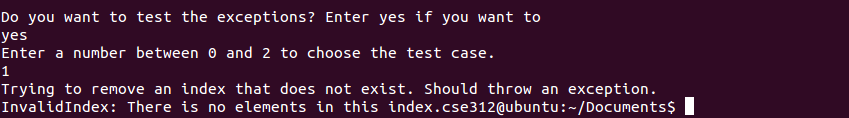 Do you want to test the exceptions? Enter yes if you want to
yes
Enter a number between 0 and 2 to choose the test case.
1
Trying to remove an index that does not exist. Should throw an exception.
InvalidIndex: There is no elements in this index.cse312@ubuntu:~/Documents$